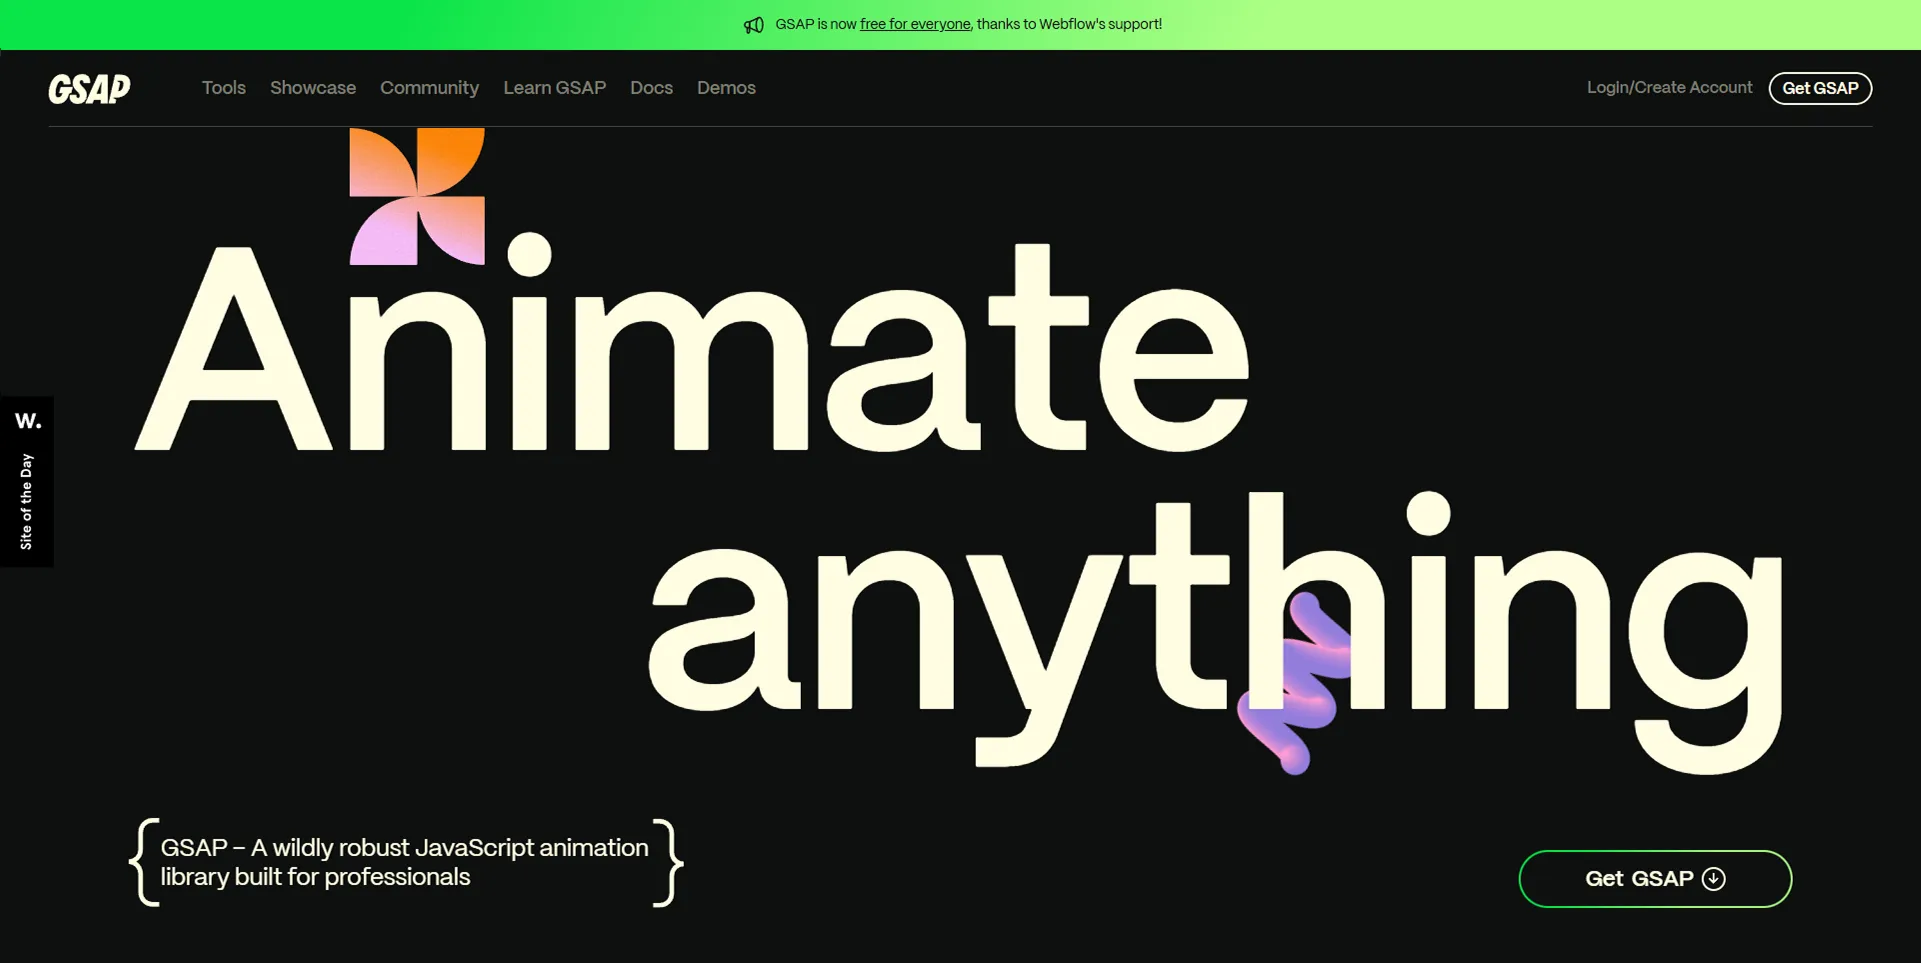 GSAP is now free for everyone, thanks to Webflow's support!
GSAP Tools Showcase Community Learn GSAP Docs Demos LogIn/Create Account Get GSAP
Animate
anything
W.
Site of the Day
GSAP – A wildly robust JavaScript animation
library built for professionals
Get GSAP